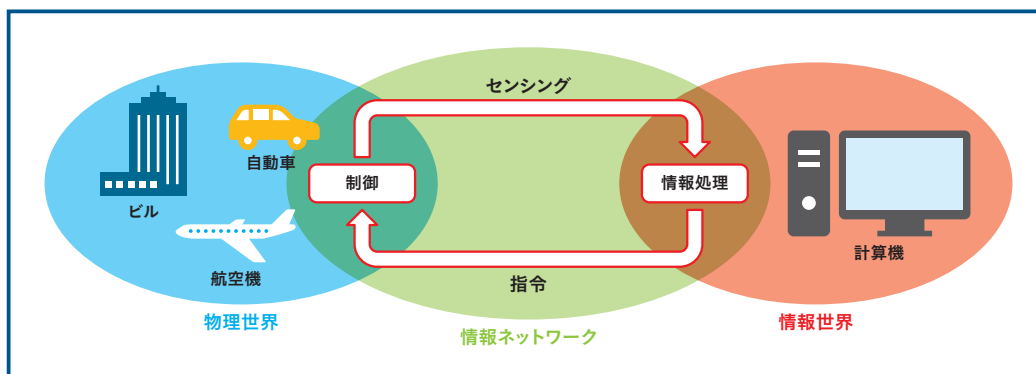 センシング
自動車
制御
情報処理
ビル
航空機
計算機
指令
物理世界
情報ネットワーク
情報世界